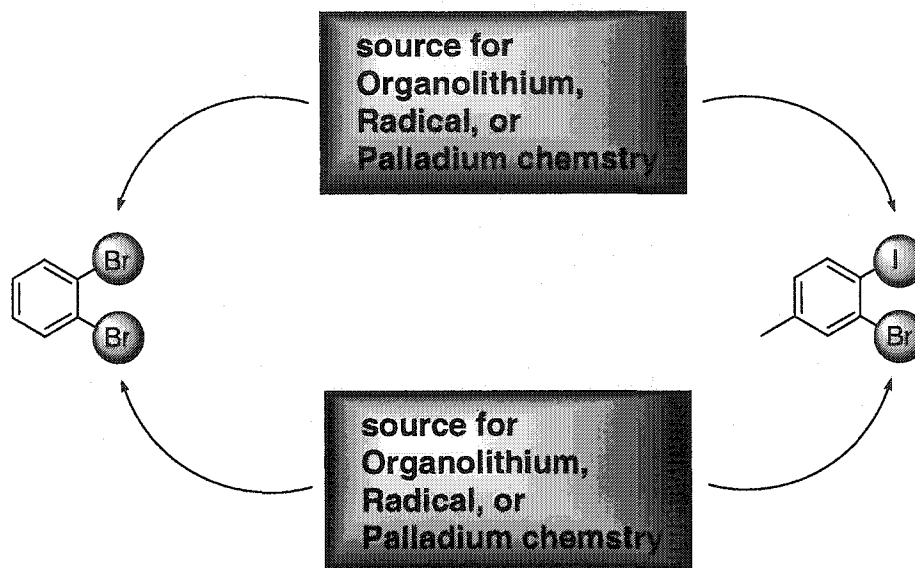 source for
Organolithium,
Radical, or
Palladium chemstry
Br
Br
I
Br
source for
Organolithium,
Radical, or
Palladium chemstry